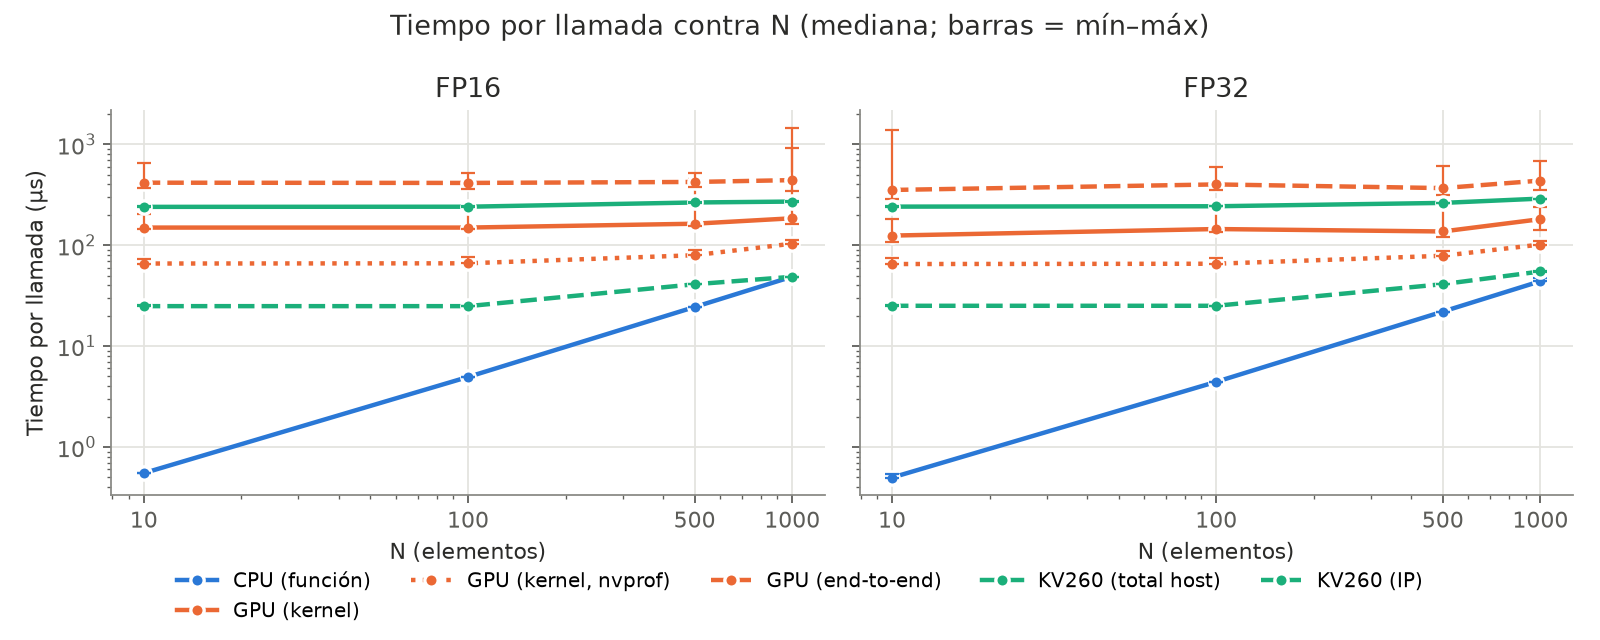 Tiempo por llamada contra N (mediana; barras = mín–máx)
FP16
FP32
Tiempo por llamada (µs)
10³
10²
10¹
10⁰
10 100 500 1000
10 100 500 1000
N (elementos)
N (elementos)
CPU (función) GPU (kernel, nvprof) GPU (end-to-end) KV260 (total host) KV260 (IP)
GPU (kernel)